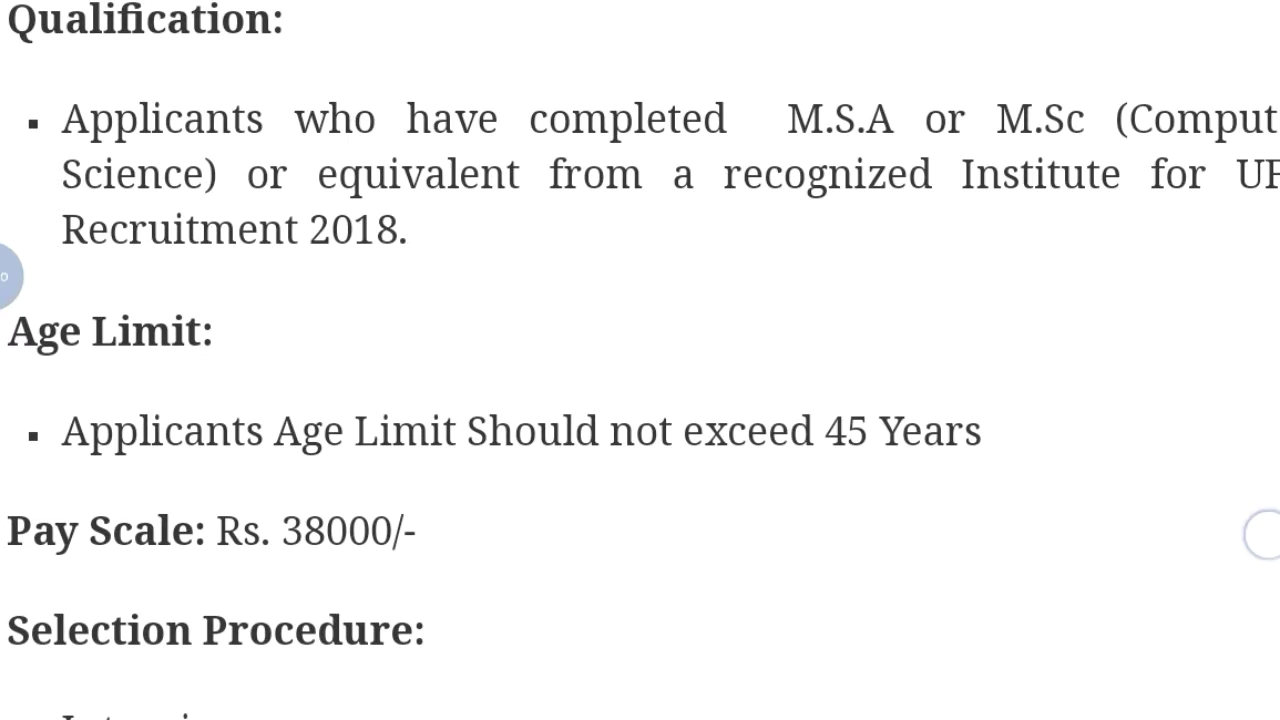 Qualification:
▪ Applicants who have completed M.S.A or M.Sc (Comput
Science) or equivalent from a recognized Institute for
Recruitment 2018.
Age Limit:
▪ Applicants Age Limit Should not exceed 45 Years
Pay Scale: Rs. 38000/-
Selection Procedure: